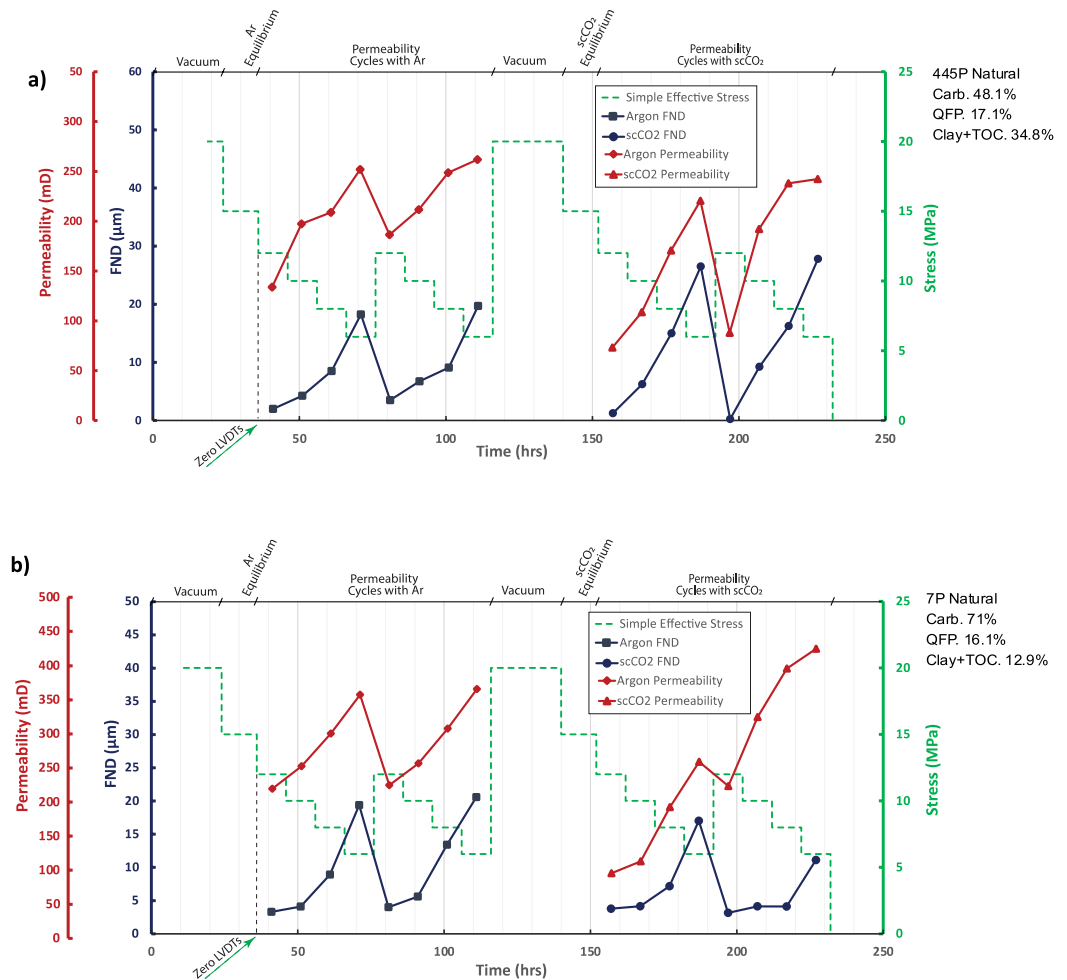 a)
Vacuum
Ar
Equilibrium
Permeability
Cycles with Ar
Vacuum
scCO₂
Equilibrium
Permeability
Cycles with scCO₂
445P Natural
Carb. 48.1%
QFP. 17.1%
Clay+TOC. 34.8%
Permeability (mD)
50
300
250
200
150
100
50
0
FND (µm)
60
50
40
30
20
10
0
Simple Effective Stress
Argon FND
scCO2 FND
Argon Permeability
scCO2 Permeability
Stress (MPa)
25
20
15
10
5
0
0
50
100
150
200
250
Time (hrs)
Zero LVDTs
b)
Vacuum
Ar
Equilibrium
Permeability
Cycles with Ar
Vacuum
scCO₂
Equilibrium
Permeability
Cycles with scCO₂
7P Natural
Carb. 71%
QFP. 16.1%
Clay+TOC. 12.9%
Permeability (mD)
500
450
400
350
300
250
200
150
100
50
0
FND (µm)
50
45
40
35
30
25
20
15
10
5
0
Simple Effective Stress
Argon FND
scCO2 FND
Argon Permeability
scCO2 Permeability
Stress (MPa)
25
20
15
10
5
0
0
50
100
150
200
250
Time (hrs)
Zero LVDTs